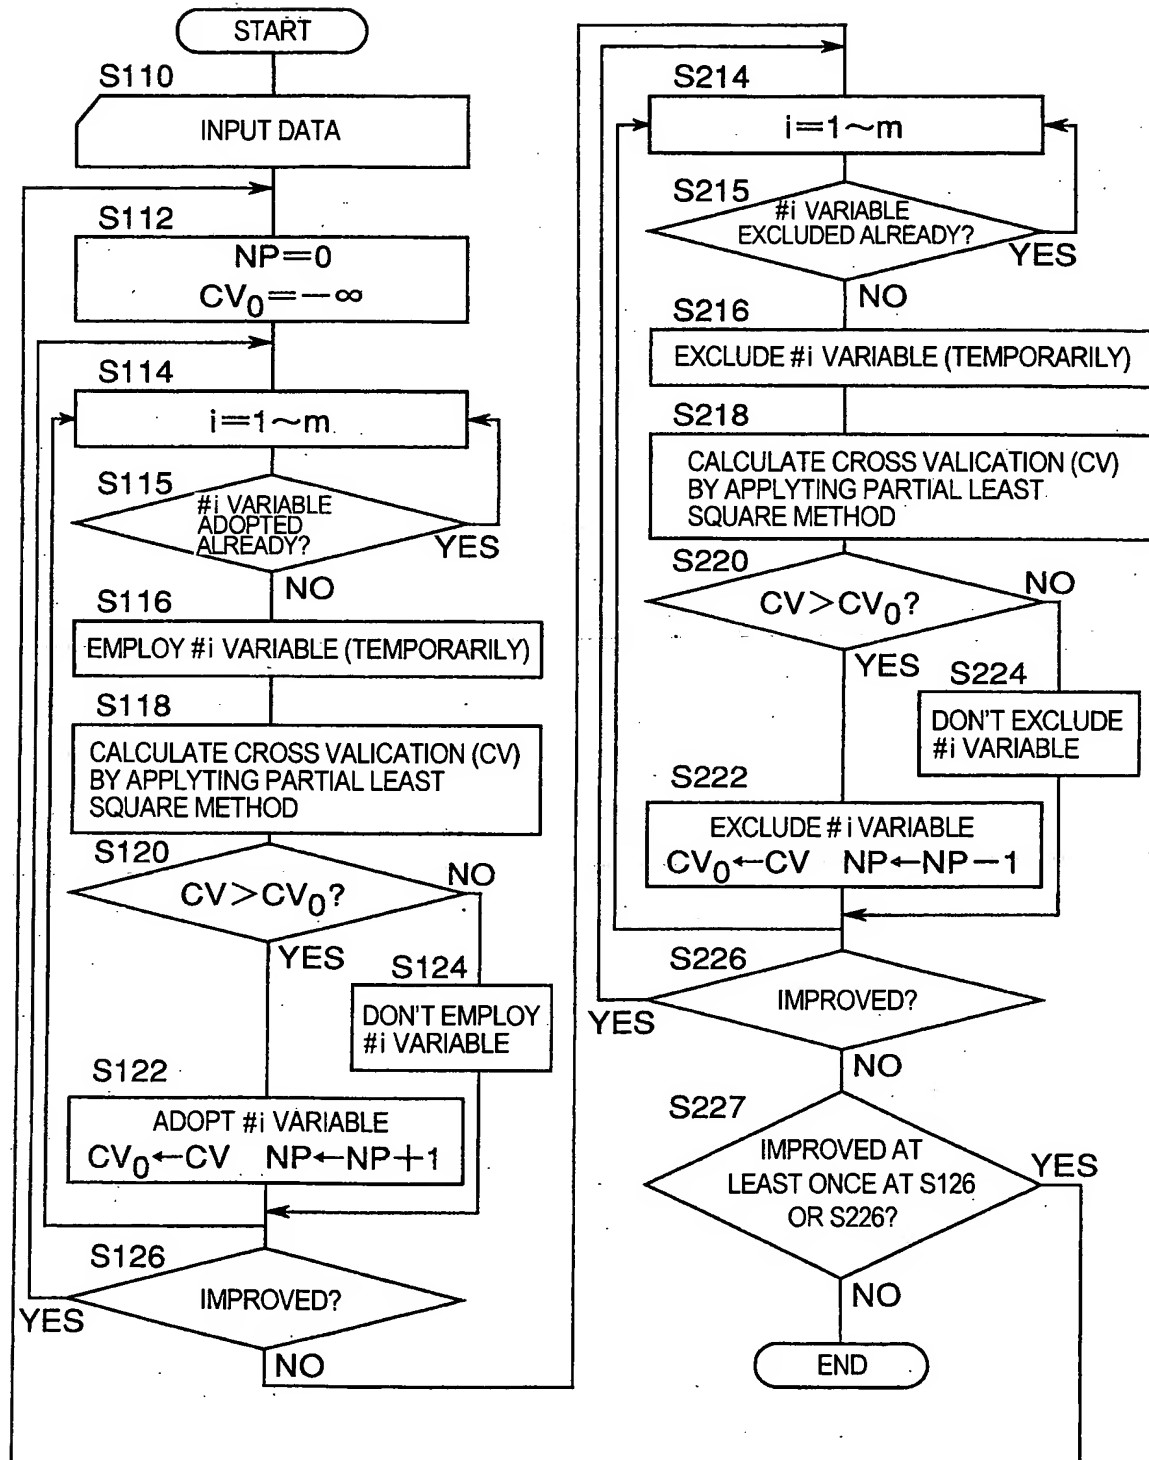 START
S110
INPUT DATA
S112
NP=0
CV0=-∞
S114
i=1~m
S115
#i VARIABLE
ADOPTED
ALREADY?
YES
NO
S116
EMPLOY #i VARIABLE (TEMPORARILY)
S118
CALCULATE CROSS VALICATION (CV)
BY APPLYTING PARTIAL LEAST
SQUARE METHOD
S120
CV>CV0?
NO
YES
S124
DON'T EMPLOY
#i VARIABLE
S122
ADOPT #i VARIABLE
CV0←CV NP←NP+1
S126
IMPROVED?
YES
NO
S214
i=1~m
S215
#i VARIABLE
EXCLUDED ALREADY?
YES
NO
S216
EXCLUDE #i VARIABLE (TEMPORARILY)
S218
CALCULATE CROSS VALICATION (CV)
BY APPLYTING PARTIAL LEAST
SQUARE METHOD
S220
CV>CV0?
NO
YES
S224
DON'T EXCLUDE
#i VARIABLE
S222
EXCLUDE #i VARIABLE
CV0←CV NP←NP-1
S226
IMPROVED?
YES
NO
S227
IMPROVED AT
LEAST ONCE AT S126
OR S226?
YES
NO
END